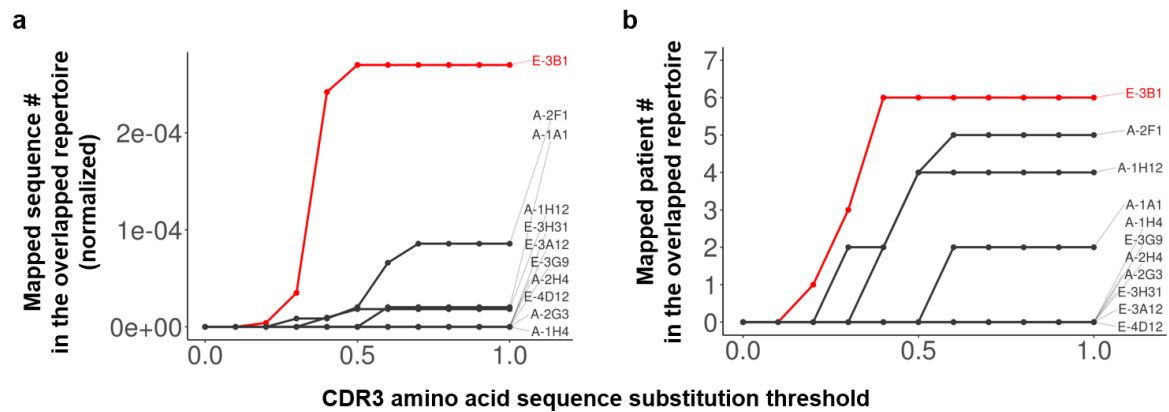 a
b
Mapped sequence #
in the overlapped repertoire
(normalized)
2e-04
1e-04
0e+00
0.0
0.5
1.0
E-3B1
A-2F1
A-1A1
A-1H12
E-3H31
E-3A12
E-3G9
A-2H4
E-4D12
A-2G3
A-1H4
Mapped patient #
in the overlapped repertoire
7
6
5
4
3
2
1
0
0.0
0.5
1.0
E-3B1
A-2F1
A-1H12
A-1A1
A-1H4
E-3G9
A-2H4
A-2G3
E-3H31
E-3A12
E-4D12
CDR3 amino acid sequence substitution threshold